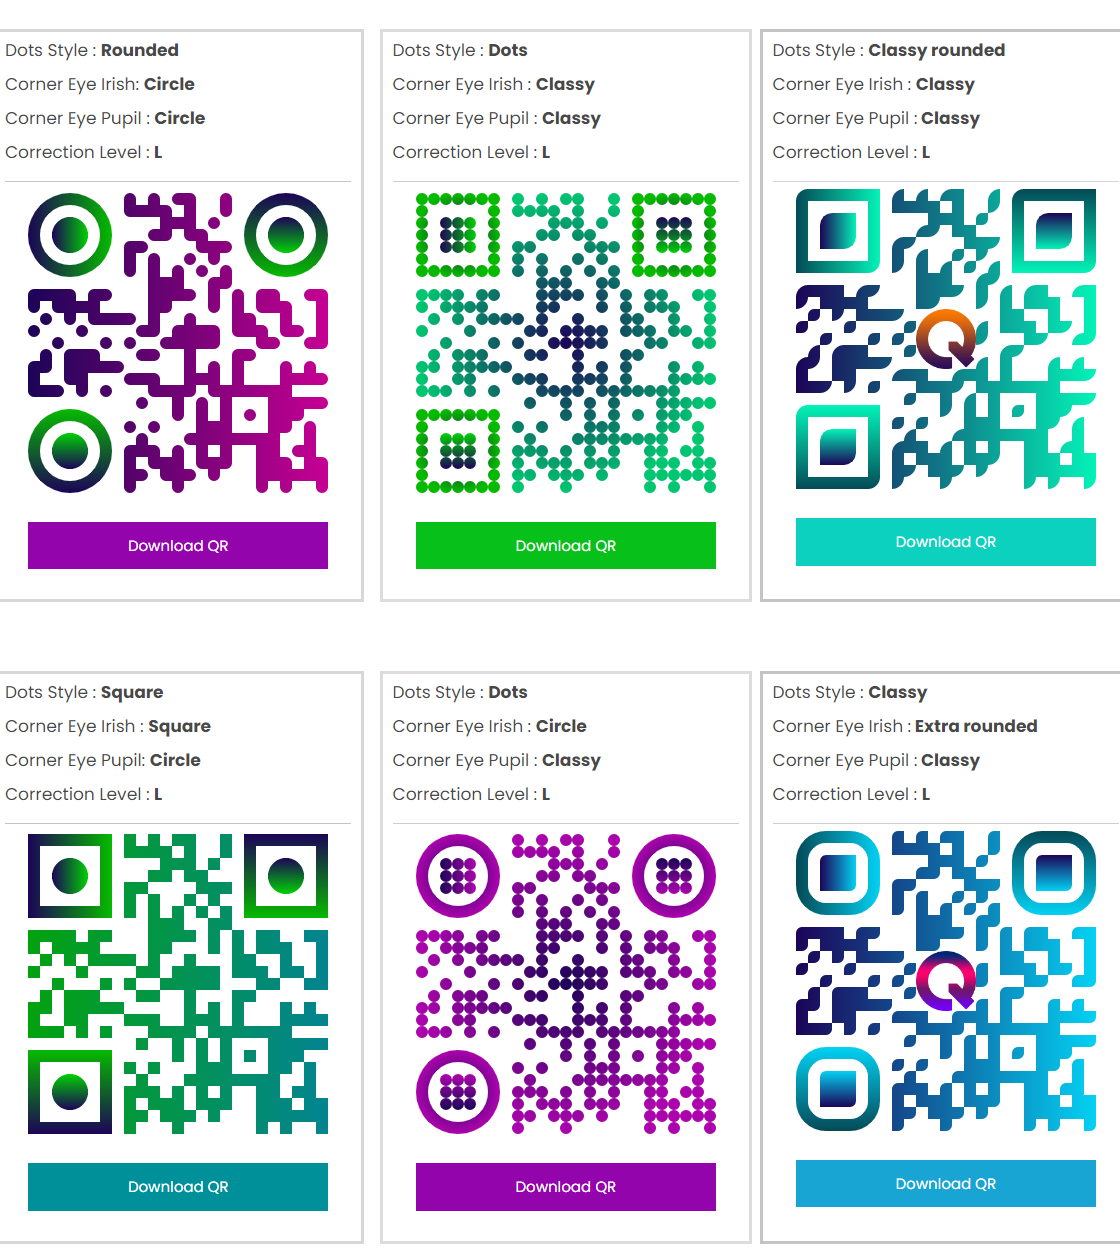 Dots Style : Rounded
Corner Eye Irish: Circle
Corner Eye Pupil : Circle
Correction Level : L
Download QR
Dots Style : Dots
Corner Eye Irish : Classy
Corner Eye Pupil : Classy
Correction Level : L
Download QR
Dots Style : Classy rounded
Corner Eye Irish : Classy
Corner Eye Pupil : Classy
Correction Level : L
Q
Download QR
Dots Style : Square
Corner Eye Irish : Square
Corner Eye Pupil: Circle
Correction Level : L
Download QR
Dots Style : Dots
Corner Eye Irish : Circle
Corner Eye Pupil : Classy
Correction Level : L
Download QR
Dots Style : Classy
Corner Eye Irish : Extra rounded
Corner Eye Pupil : Classy
Correction Level : L
Q
Download QR